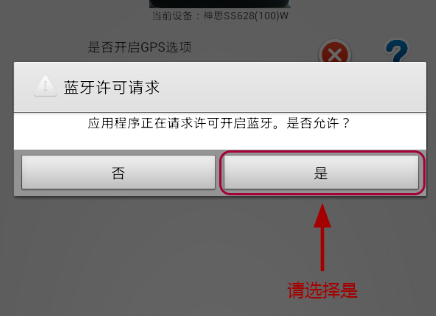 当前设备：神思SS628(100)W
是否开启GPS选项
?
蓝牙许可请求
应用程序正在请求许可开启蓝牙。是否允许？
否
是
请选择是